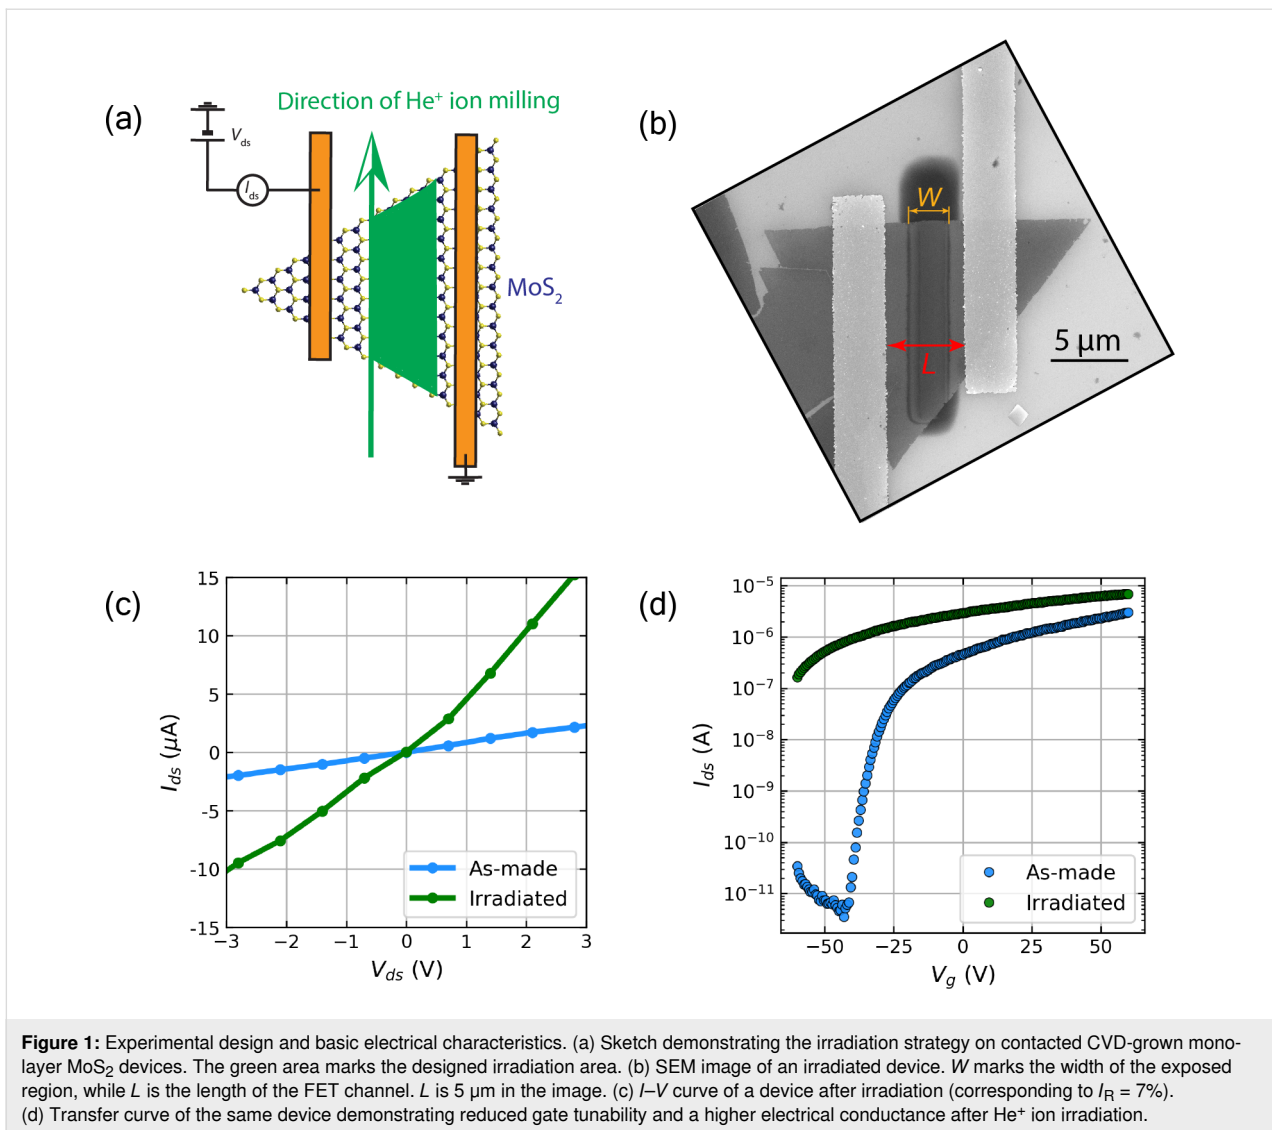 (a)
Direction of He⁺ ion milling
V_ds
I_ds
MoS₂
(b)
W
L
5 μm
(c)
15
10
5
0
-5
-10
-15
I_ds (μA)
As-made
Irradiated
−3 −2 −1 0 1 2 3
V_ds (V)
(d)
10⁻⁵
10⁻⁶
10⁻⁷
10⁻⁸
10⁻⁹
10⁻¹⁰
10⁻¹¹
I_ds (A)
As-made
Irradiated
−50 −25 0 25 50
V_g (V)
Figure 1: Experimental design and basic electrical characteristics. (a) Sketch demonstrating the irradiation strategy on contacted CVD-grown mono-
layer MoS₂ devices. The green area marks the designed irradiation area. (b) SEM image of an irradiated device. W marks the width of the exposed
region, while L is the length of the FET channel. L is 5 μm in the image. (c) I–V curve of a device after irradiation (corresponding to I_R = 7%).
(d) Transfer curve of the same device demonstrating reduced gate tunability and a higher electrical conductance after He⁺ ion irradiation.